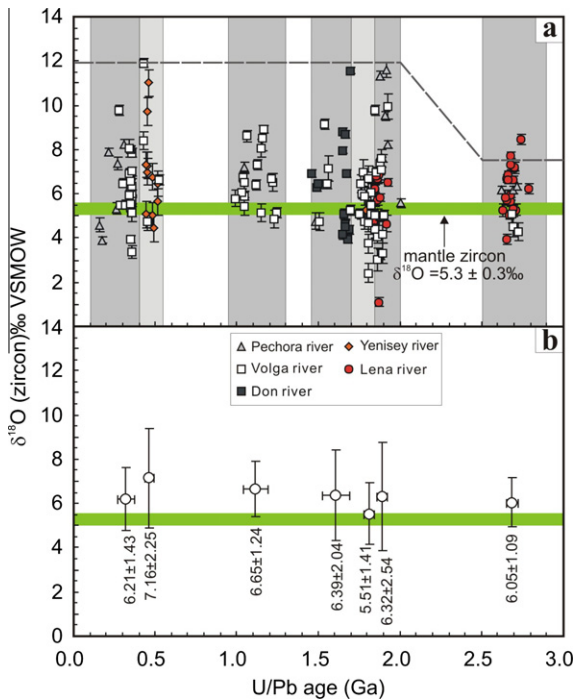 a
14
12
10
8
6
4
2
mantle zircon
δ¹⁸O =5.3 ± 0.3‰
δ¹⁸O (zircon)‰ VSMOW
b
14
Pechora river
Yenisey river
Volga river
Lena river
Don river
12
10
8
6
4
2
0
6.21±1.43
7.16±2.25
6.65±1.24
6.39±2.04
5.51±1.41
6.32±2.54
6.05±1.09
0.0 0.5 1.0 1.5 2.0 2.5 3.0
U/Pb age (Ga)